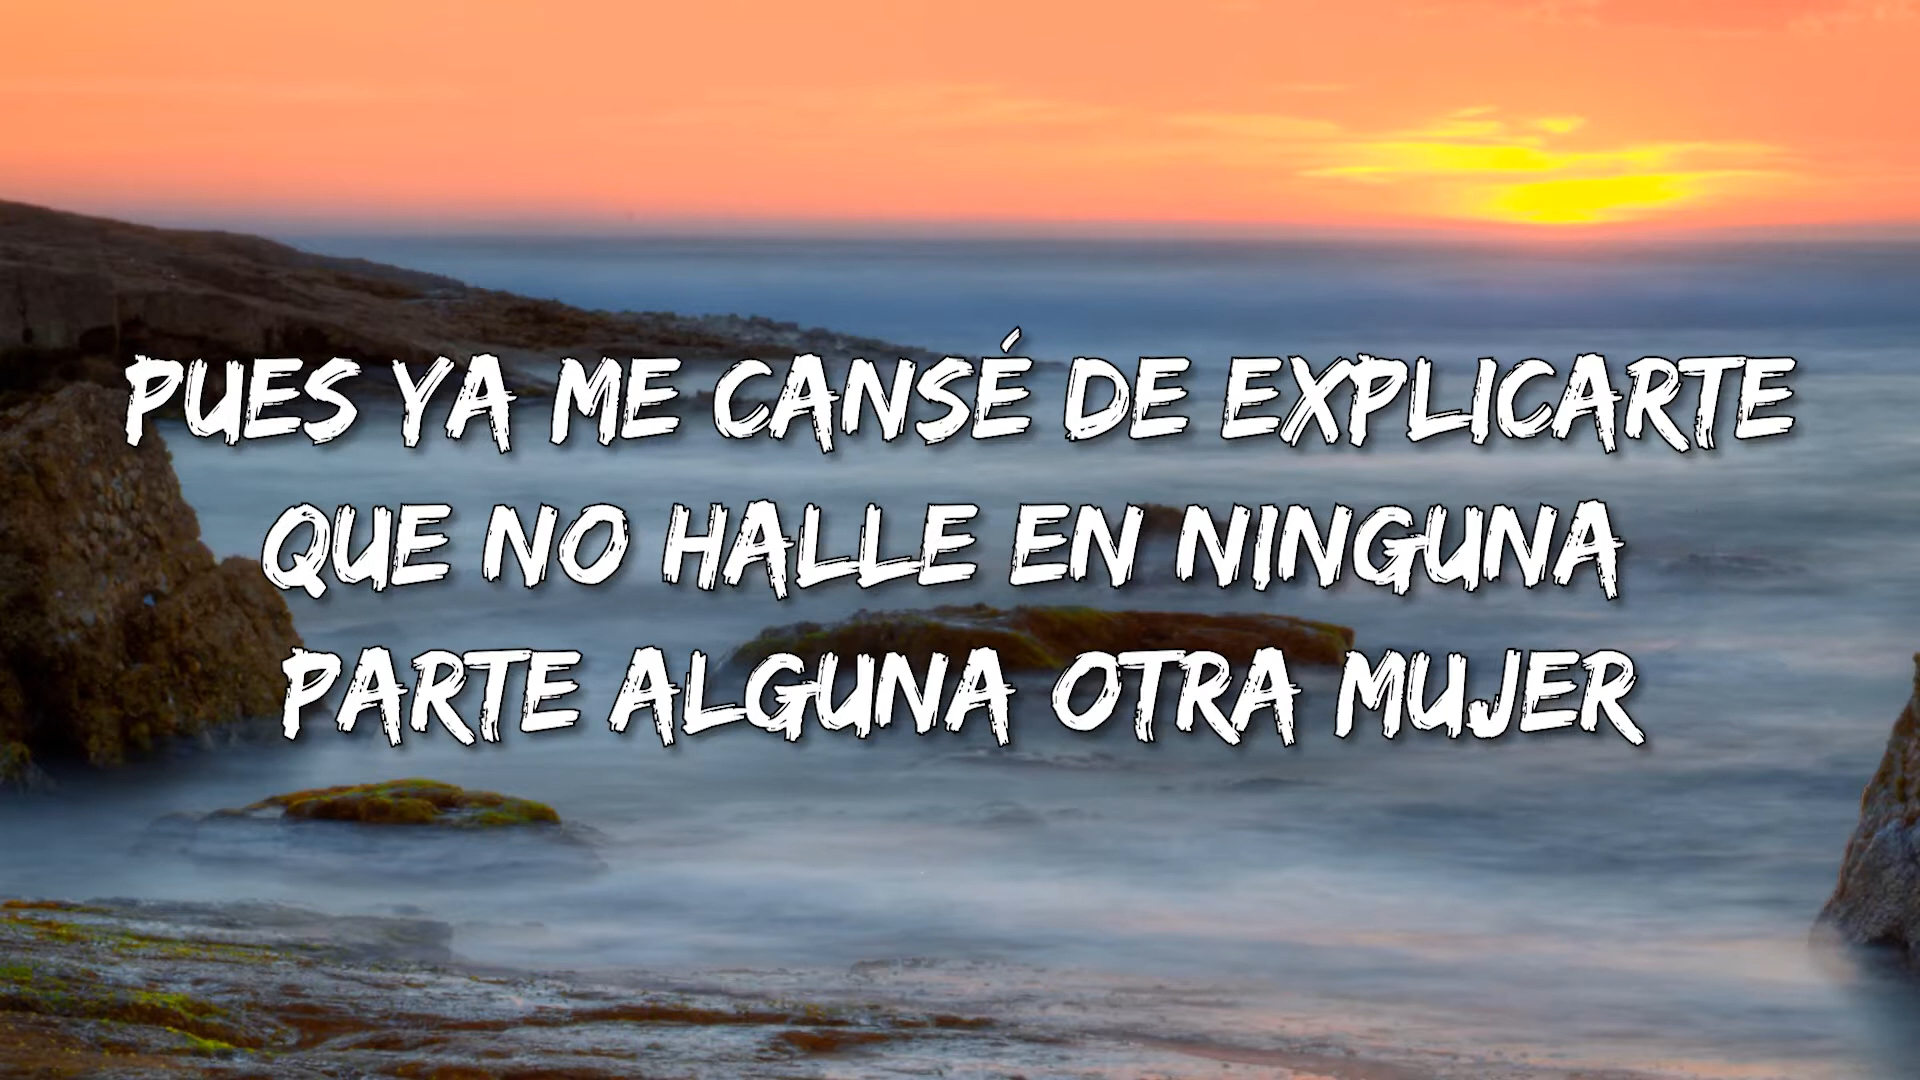 PUES YA ME CANSÉ DE EXPLICARTE
QUE NO HALLE EN NINGUNA
PARTE ALGUNA OTRA MUJER